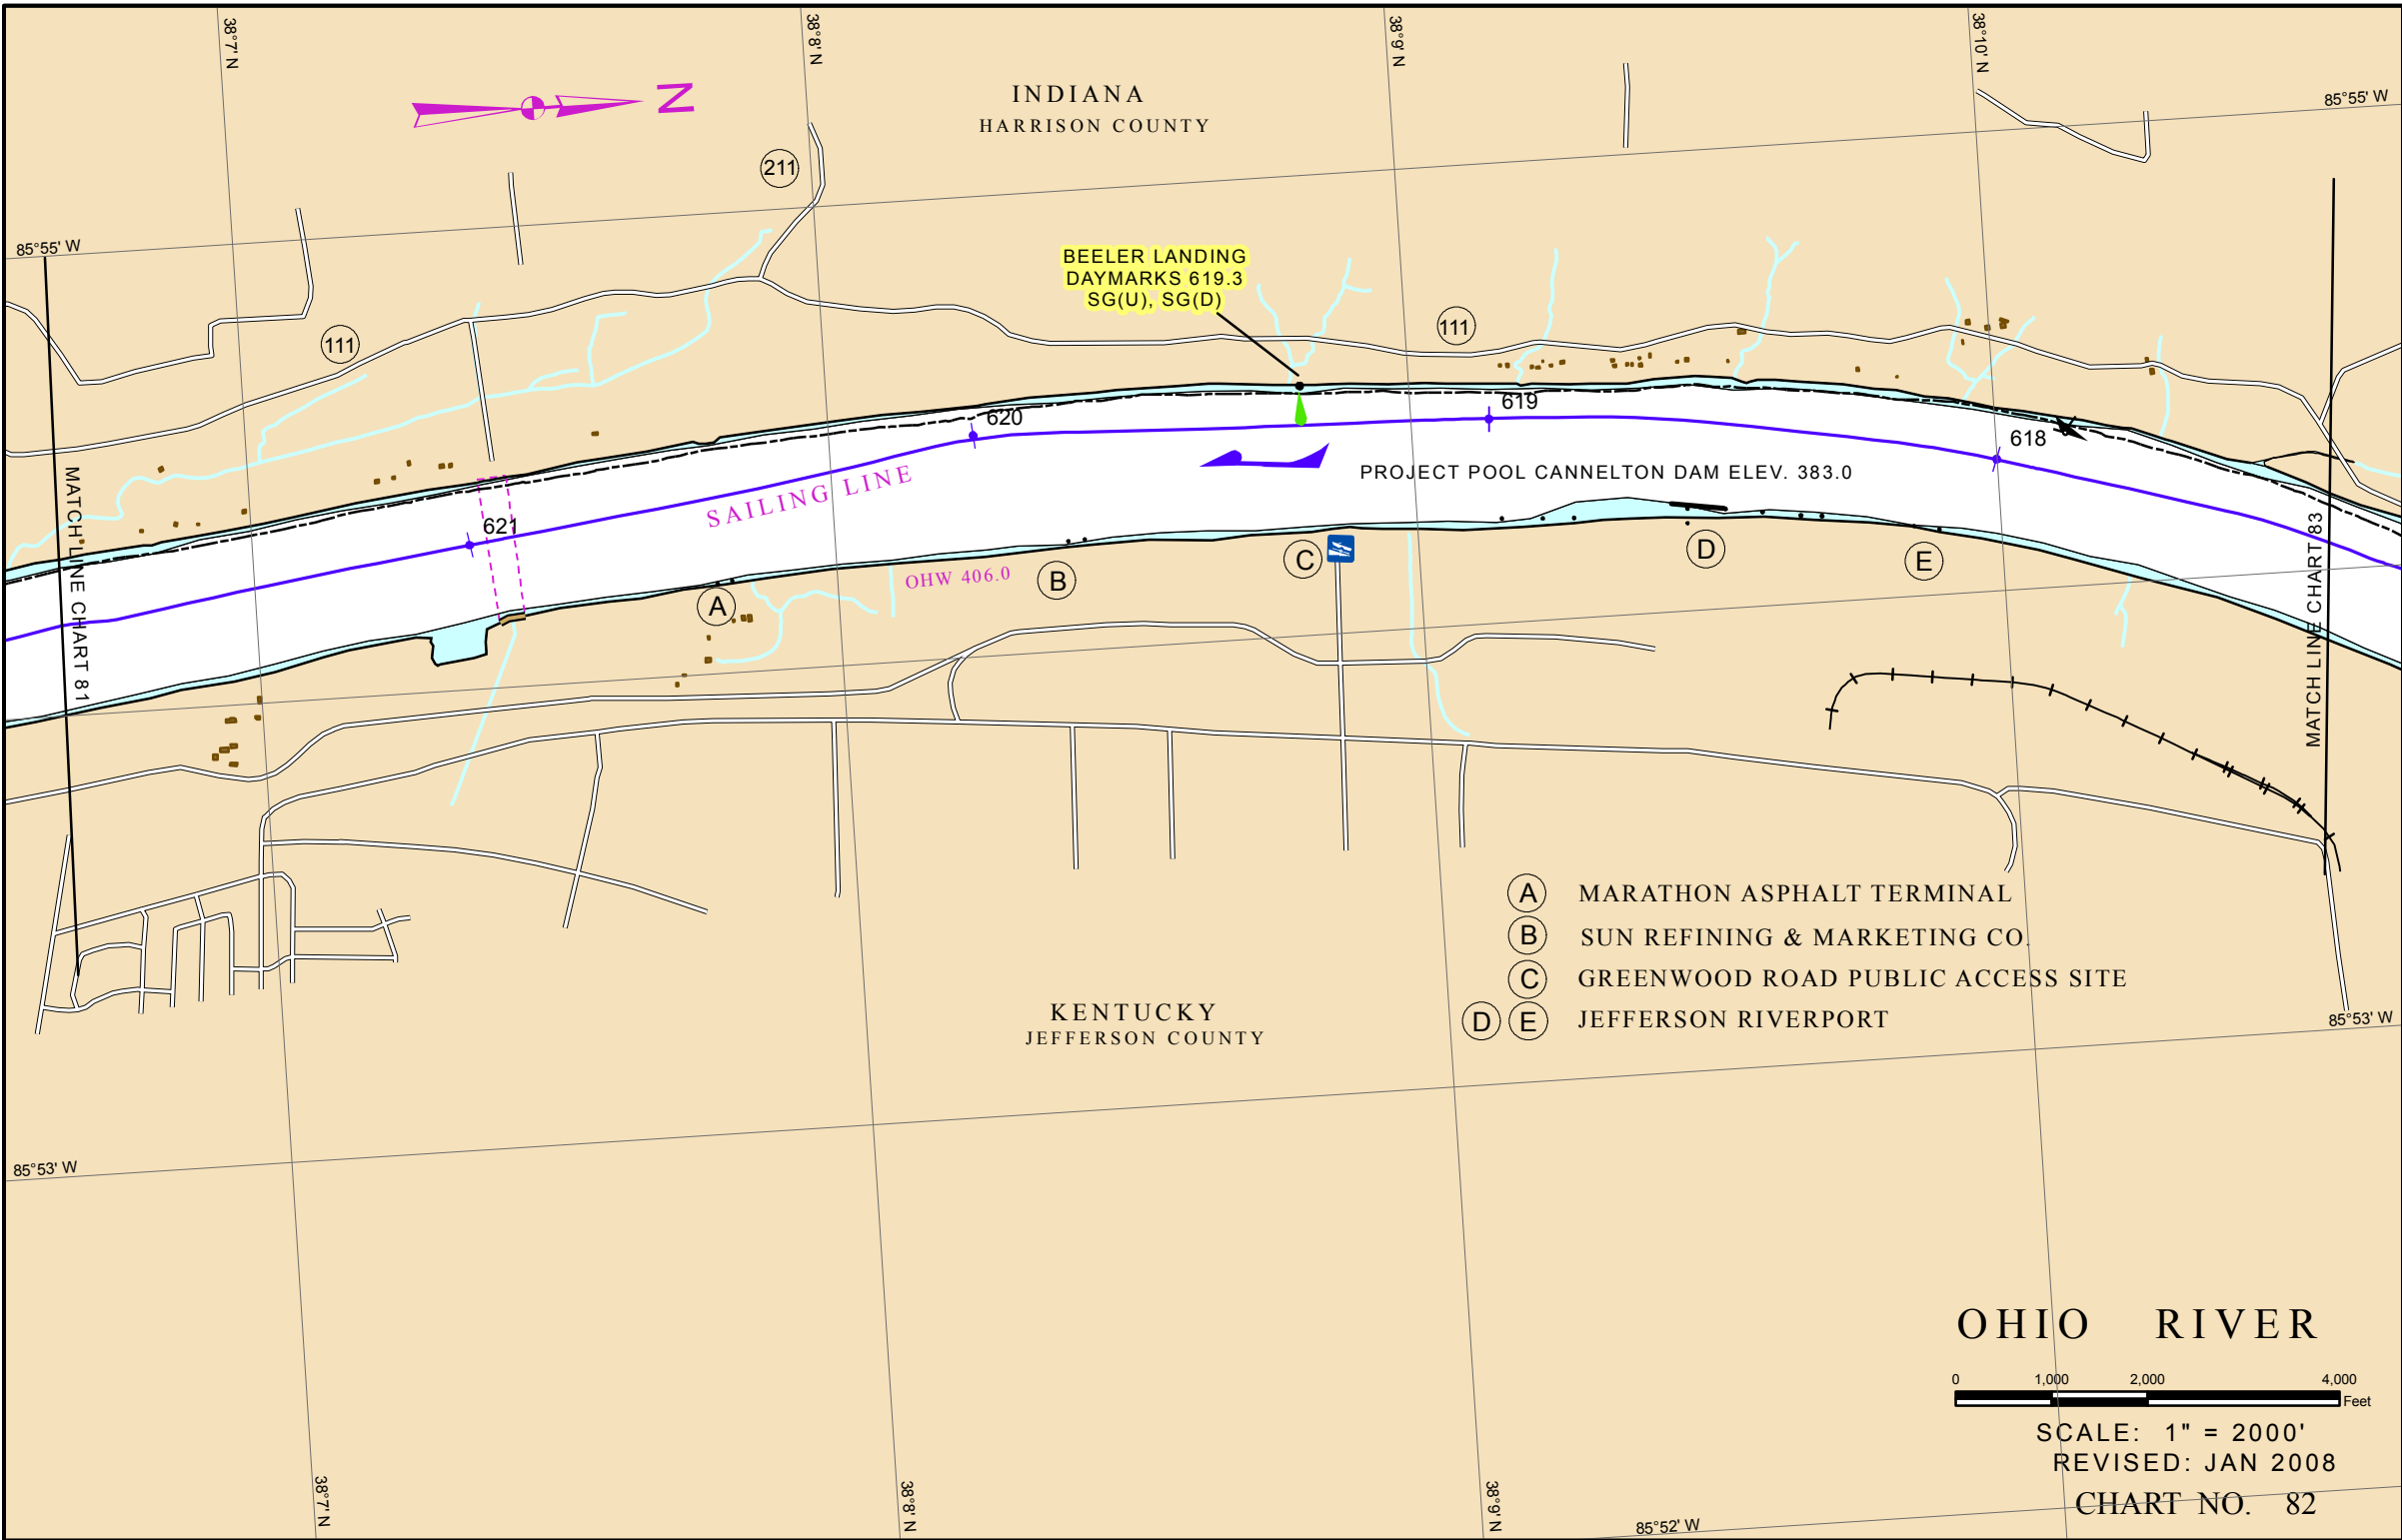 38°7' N
38°8' N
38°9' N
38°10' N
N
INDIANA
HARRISON COUNTY
85°55' W
211
85°55' W
BEELER LANDING
DAYMARKS 619.3
SG(U), SG(D)
111
111
620
619
618
PROJECT POOL CANNELTON DAM ELEV. 383.0
SAILING LINE
621
MATCH LINE CHART 81
MATCH LINE CHART 83
A
OHW 406.0
B
C
D
E
A MARATHON ASPHALT TERMINAL
B SUN REFINING & MARKETING CO.
C GREENWOOD ROAD PUBLIC ACCESS SITE
D E JEFFERSON RIVERPORT
KENTUCKY
JEFFERSON COUNTY
85°53' W
85°53' W
OHIO RIVER
0 1,000 2,000 4,000
Feet
SCALE: 1" = 2000'
REVISED: JAN 2008
CHART NO. 82
38°7' N
38°8' N
38°9' N
85°52' W